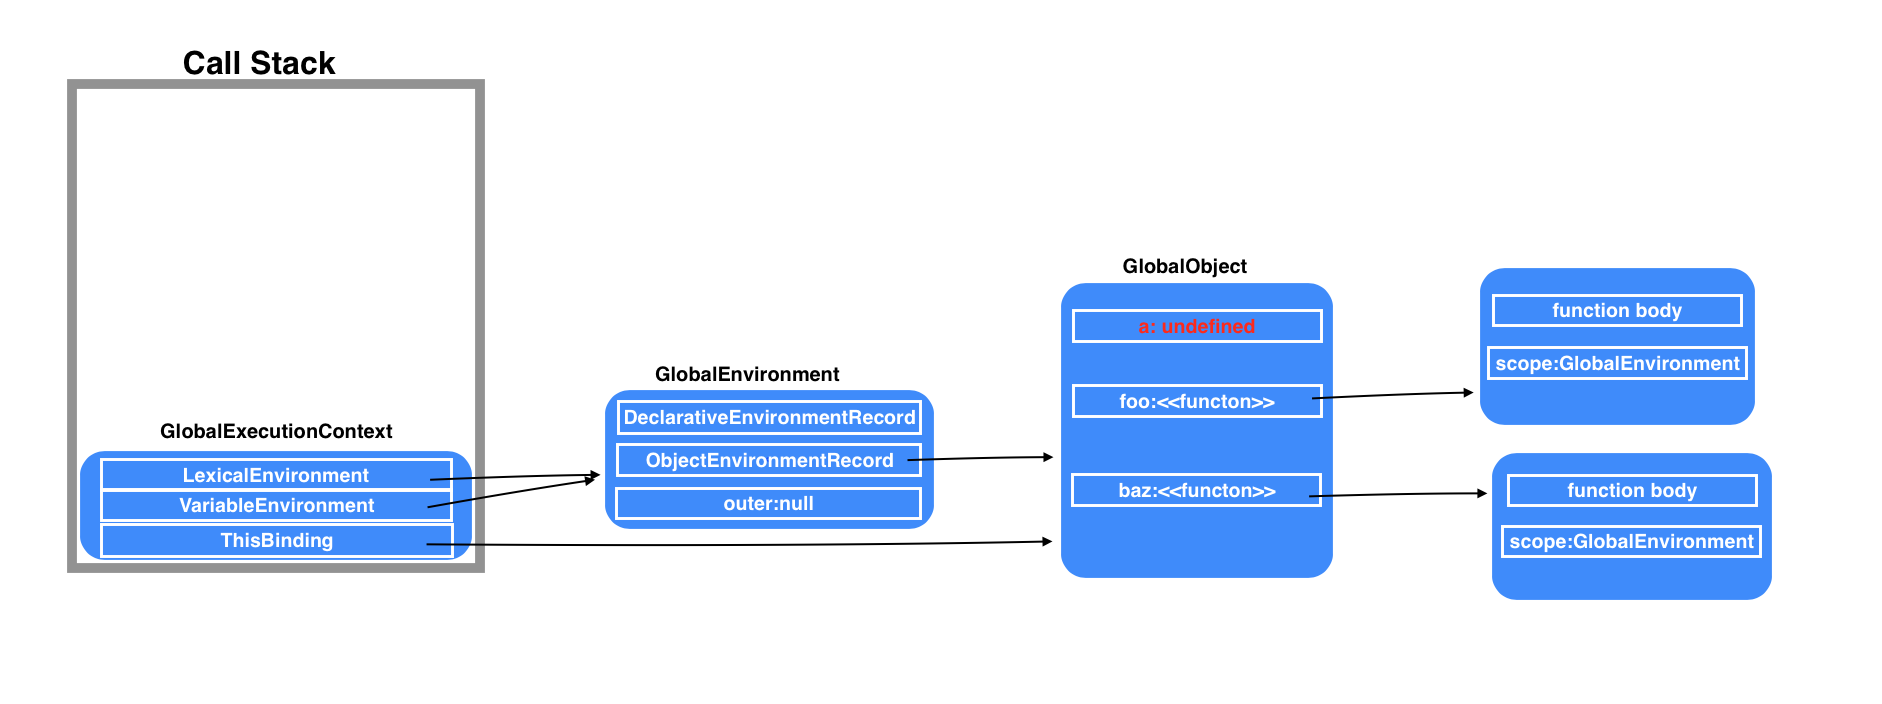 Call Stack
GlobalExecutionContext
LexicalEnvironment
VariableEnvironment
ThisBinding
GlobalEnvironment
DeclarativeEnvironmentRecord
ObjectEnvironmentRecord
outer:null
GlobalObject
a: undefined
foo:<<functon>>
baz:<<functon>>
function body
scope:GlobalEnvironment
function body
scope:GlobalEnvironment